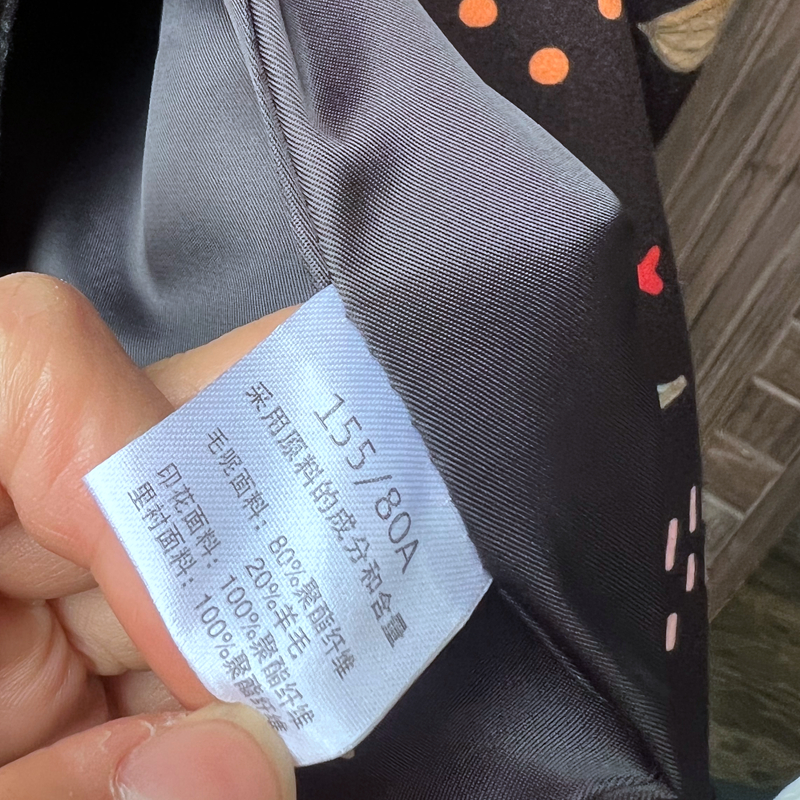 155/80A
采用原料的成分和含量
毛呢面料：80%聚酯纤维
20%羊毛
印花面料：100%聚酯纤维
里衬面料：100%聚酯纤维